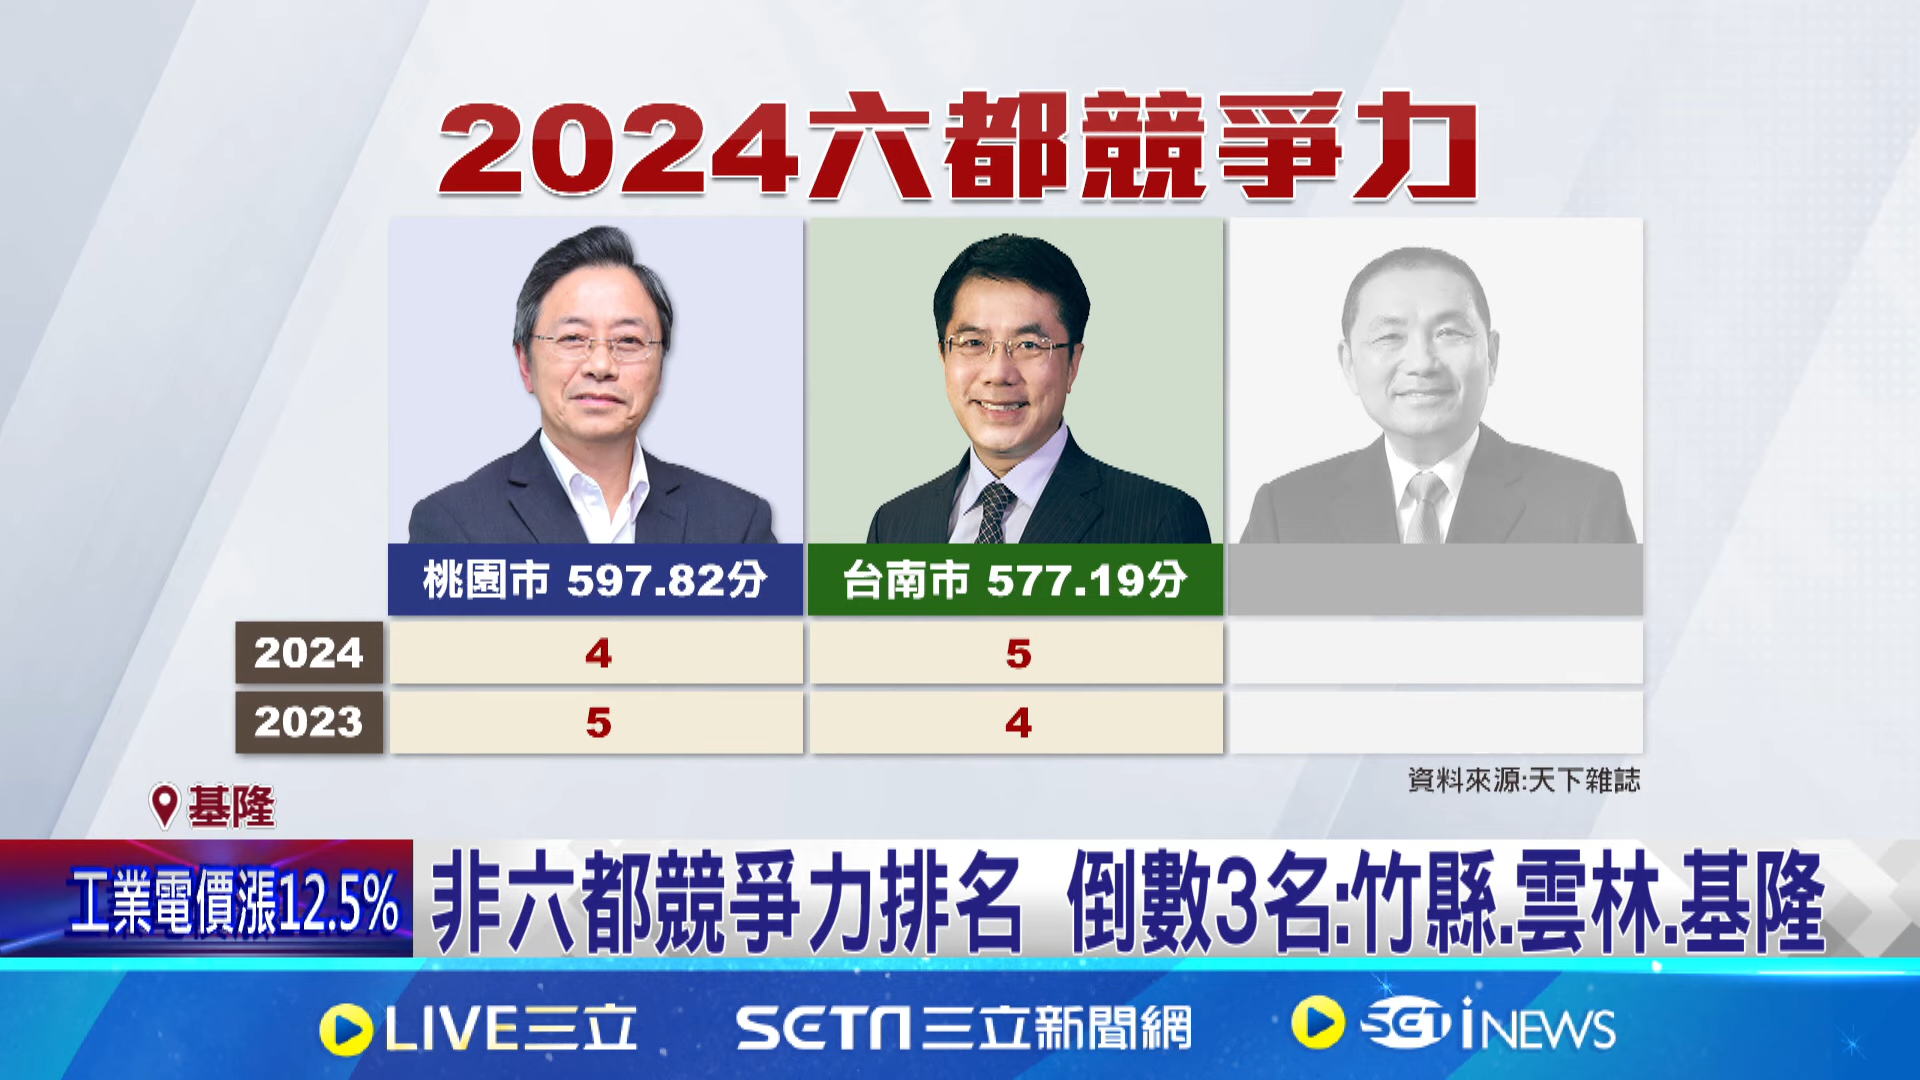 2024六都競爭力
桃園市 597.82分
台南市 577.19分
2024 4 5
2023 5 4
資料來源:天下雜誌
基隆
工業電價漲12.5%
非六都競爭力排名 倒數3名:竹縣.雲林.基隆
LIVE三立
SETN三立新聞網
SETiNEWS